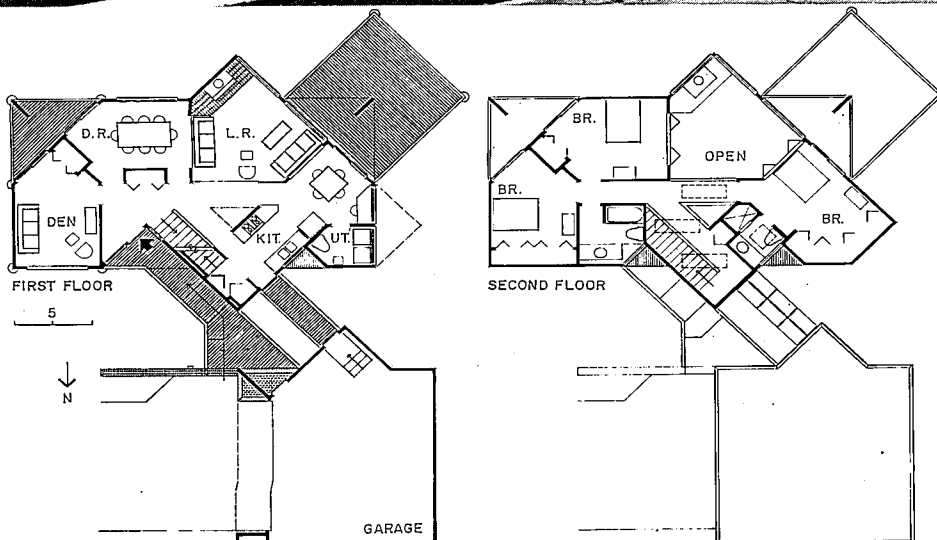 D.R.
L.R.
DEN
KIT.
UT.
FIRST FLOOR
5
N
GARAGE
BR.
OPEN
BR.
BR.
SECOND FLOOR